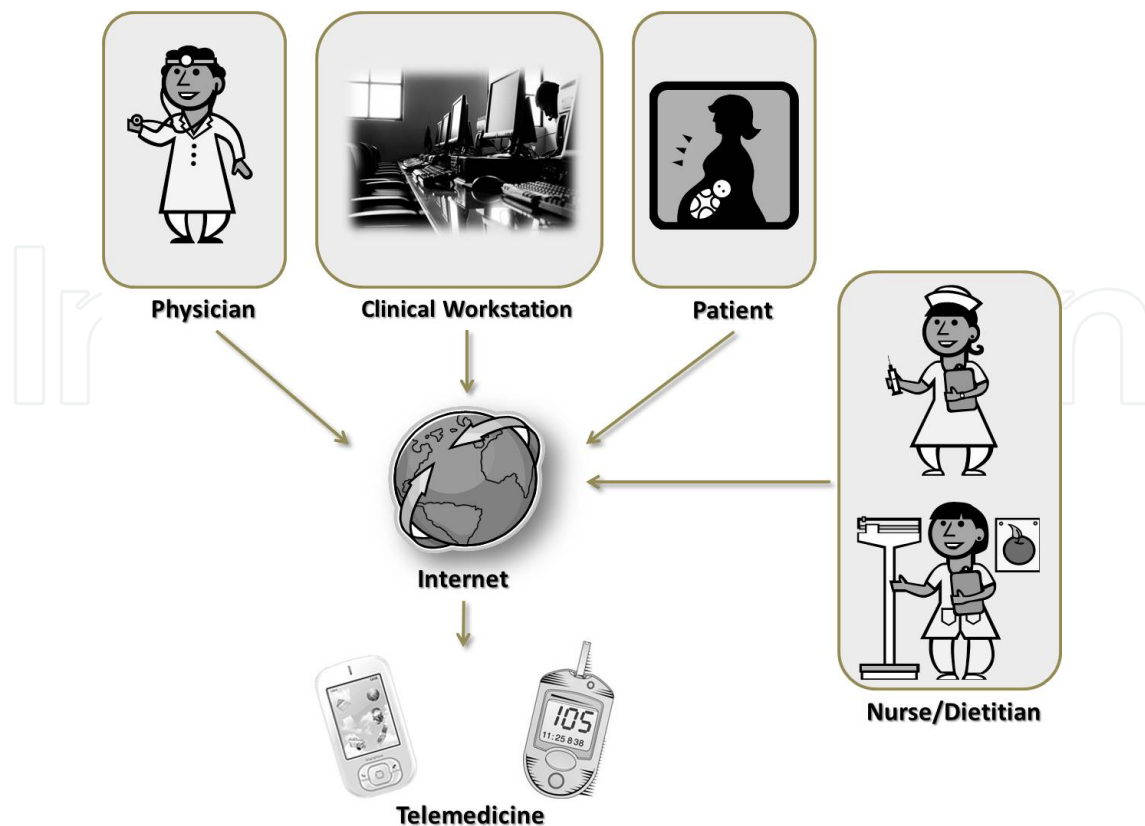 Physician
Clinical Workstation
Patient
Internet
Nurse/Dietitian
105
11:25 8 38
Telemedicine